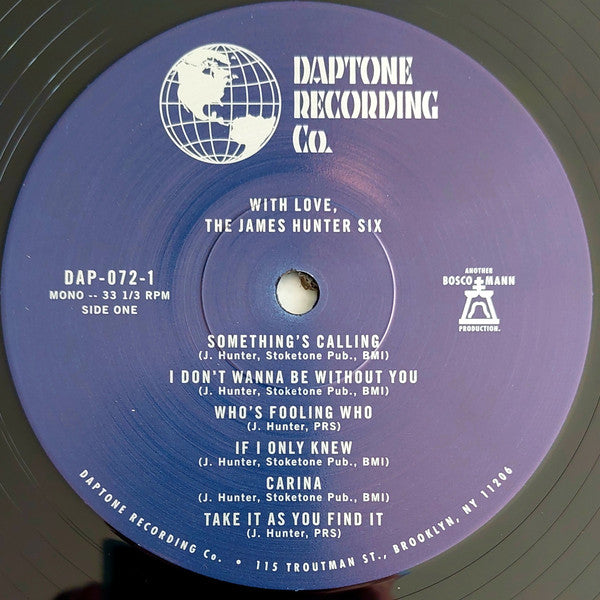 DAPTONE
RECORDING
Co.
WITH LOVE,
THE JAMES HUNTER SIX
DAP-072-1
MONO -- 33 1/3 RPM
SIDE ONE
ANOTHER
BOSCO MANN
PRODUCTION.
SOMETHING'S CALLING
(J. Hunter, Stoketone Pub., BMI)
I DON'T WANNA BE WITHOUT YOU
(J. Hunter, Stoketone Pub., BMI)
WHO'S FOOLING WHO
(J. Hunter, PRS)
IF I ONLY KNEW
(J. Hunter, Stoketone Pub., BMI)
CARINA
(J. Hunter, Stoketone Pub., BMI)
TAKE IT AS YOU FIND IT
(J. Hunter, PRS)
DAPTONE RECORDING Co. • 115 TROUTMAN ST., BROOKLYN, NY 11206